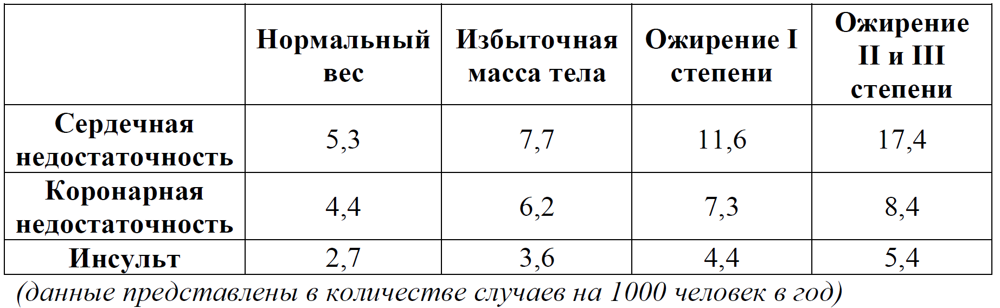 Нормальный
вес
Избыточная
масса тела
Ожирение I
степени
Ожирение
II и III
степени
Сердечная
недостаточность
5,3
7,7
11,6
17,4
Коронарная
недостаточность
4,4
6,2
7,3
8,4
Инсульт
2,7
3,6
4,4
5,4
(данные представлены в количестве случаев на 1000 человек в год)